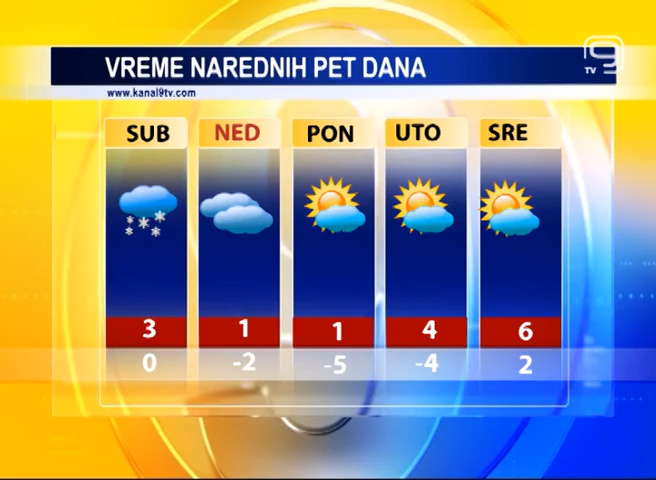 VREME NAREDNIH PET DANA
9
TV
www.kanal9tv.com
SUB NED PON UTO SRE
3 1 1 4 6
0 -2 -5 -4 2